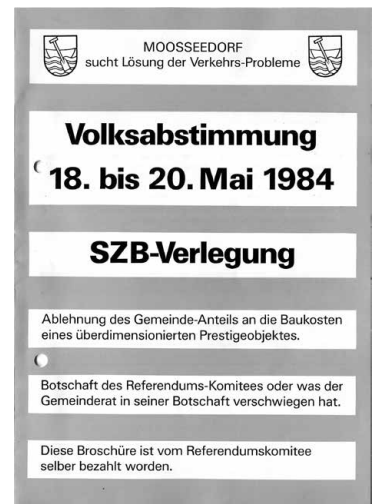 MOOSSEEDORF
sucht Lösung der Verkehrs-Probleme
Volksabstimmung
18. bis 20. Mai 1984
SZB-Verlegung
Ablehnung des Gemeinde-Anteils an die Baukosten
eines überdimensionierten Prestigeobjektes.
Botschaft des Referendums-Komitees oder was der
Gemeinderat in seiner Botschaft verschwiegen hat.
Diese Broschüre ist vom Referendumskomitee
selber bezahlt worden.